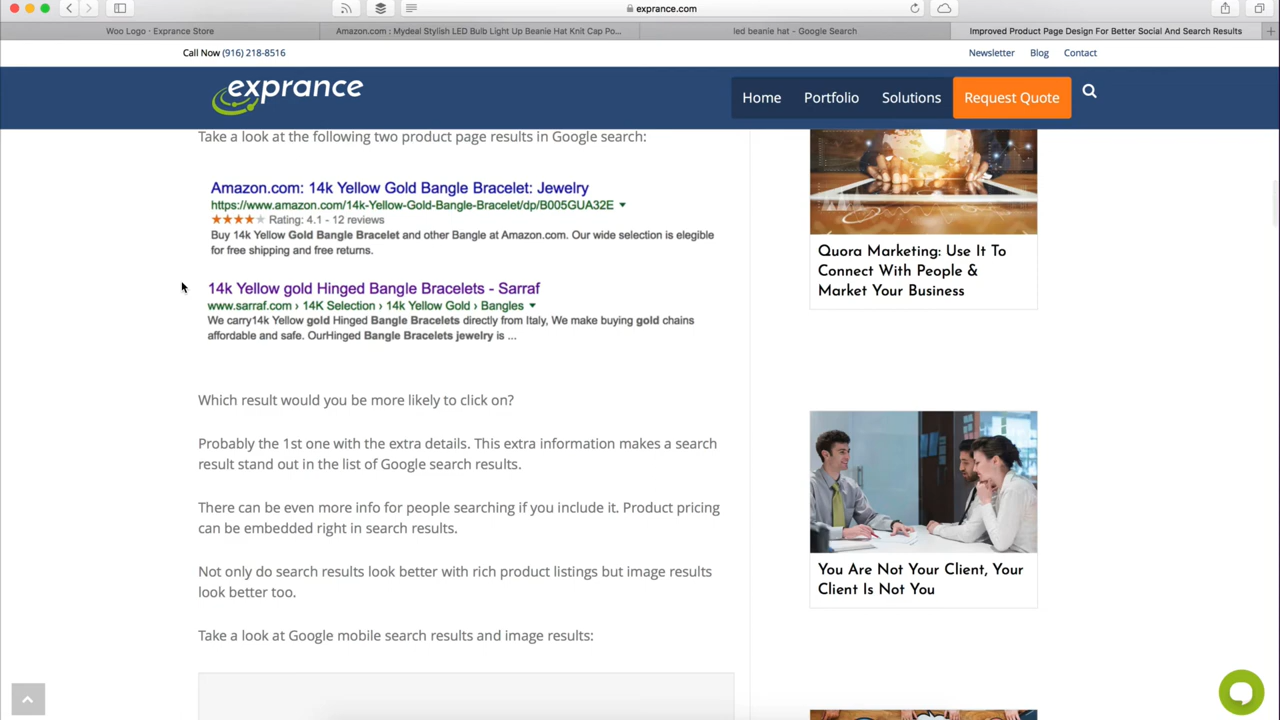 exprance.com
Woo Logo - Exprance Store
Amazon.com : Mydeal Stylish LED Bulb Light Up Beanie Hat Knit Cap Po...
led beanie hat - Google Search
Improved Product Page Design For Better Social And Search Results
Call Now (916) 218-8516
Newsletter
Blog
Contact
exprance
Home
Portfolio
Solutions
Request Quote
Take a look at the following two product page results in Google search:
Amazon.com: 14k Yellow Gold Bangle Bracelet: Jewelry
https://www.amazon.com/14k-Yellow-Gold-Bangle-Bracelet/dp/B005GUA32E
Rating: 4.1 - 12 reviews
Buy 14k Yellow Gold Bangle Bracelet and other Bangle at Amazon.com. Our wide selection is elegible
for free shipping and free returns.
14k Yellow gold Hinged Bangle Bracelets - Sarraf
www.sarraf.com › 14K Selection › 14k Yellow Gold › Bangles
We carry14k Yellow gold Hinged Bangle Bracelets directly from Italy, We make buying gold chains
affordable and safe. OurHinged Bangle Bracelets jewelry is ...
Which result would you be more likely to click on?
Probably the 1st one with the extra details. This extra information makes a search
result stand out in the list of Google search results.
There can be even more info for people searching if you include it. Product pricing
can be embedded right in search results.
Not only do search results look better with rich product listings but image results
look better too.
Take a look at Google mobile search results and image results:
Quora Marketing: Use It To
Connect With People &
Market Your Business
You Are Not Your Client, Your
Client Is Not You